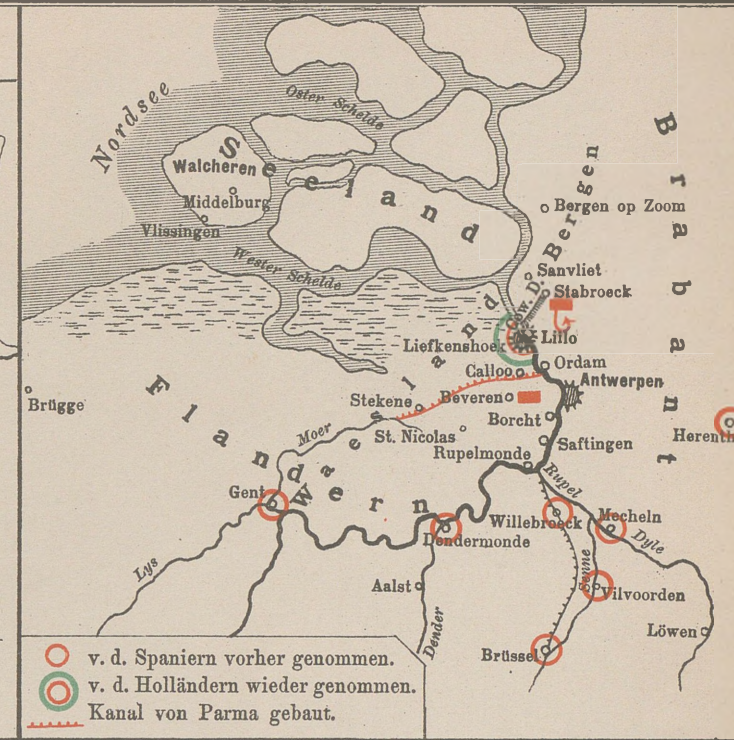 Nordsee
Oster Schelde
Seeland
Walcheren
Middelburg
Vlissingen
Wester Schelde
Brabant
Bergen op Zoom
Bergen
Sanvliet
Stabroeck
Cow. D.
Lillo
Liefkenshoek
Ordam
Calloo
Antwerpen
Brügge
Stekene
Beveren
Borcht
St. Nicolas
Saftingen
Herenth
Flandern
Waesland
Moer
Rupelmonde
Rupel
Gent
Willebroeck
Mecheln
Dendermonde
Dyle
Lys
Senne
Aalst
Vilvoorden
Dender
Löwen
Brüssel
v. d. Spaniern vorher genommen.
v. d. Holländern wieder genommen.
Kanal von Parma gebaut.